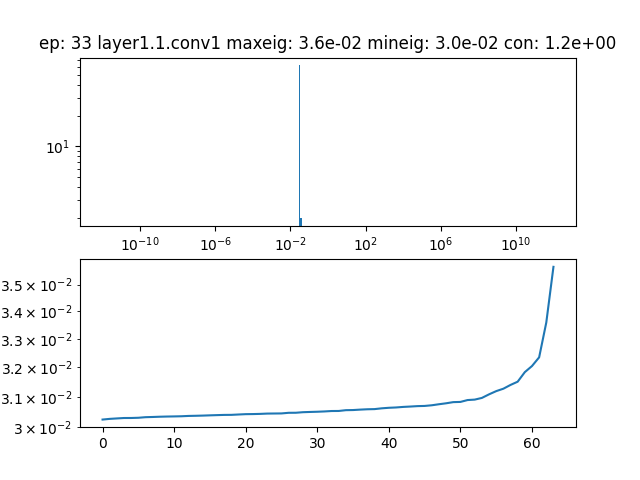 ep: 33 layer1.1.conv1 maxeig: 3.6e-02 mineig: 3.0e-02 con: 1.2e+00
10¹
10⁻¹⁰ 10⁻⁶ 10⁻² 10² 10⁶ 10¹⁰
3.5 × 10⁻²
3.4 × 10⁻²
3.3 × 10⁻²
3.2 × 10⁻²
3.1 × 10⁻²
3 × 10⁻²
0 10 20 30 40 50 60